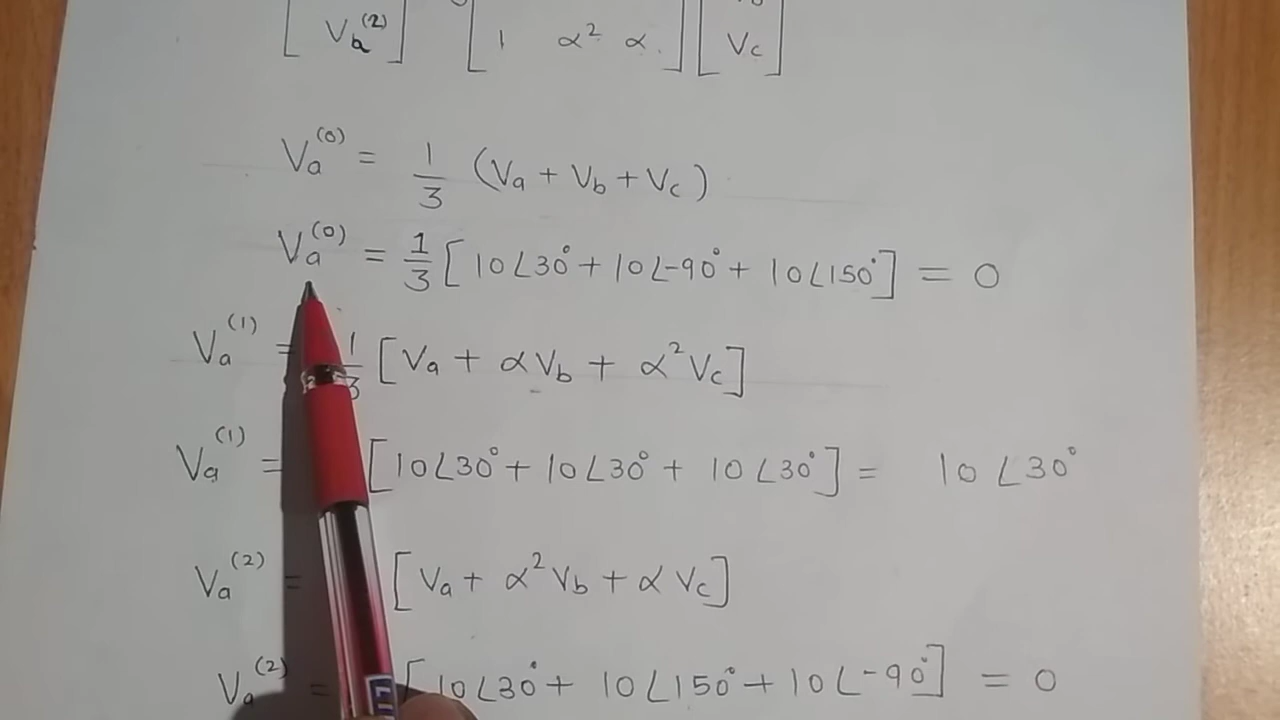 [ Va^(2) ] [ 1 α² α ] [ Vc ]
Va^(0) = 1/3 (Va + Vb + Vc)
Va^(0) = 1/3 [ 10∠30° + 10∠-90° + 10∠150° ] = 0
Va^(1) = 1/3 [ Va + αVb + α²Vc ]
Va^(1) = [ 10∠30° + 10∠30° + 10∠30° ] = 10∠30°
Va^(2) = [ Va + α²Vb + αVc ]
Va^(2) = [ 10∠30° + 10∠150° + 10∠-90° ] = 0